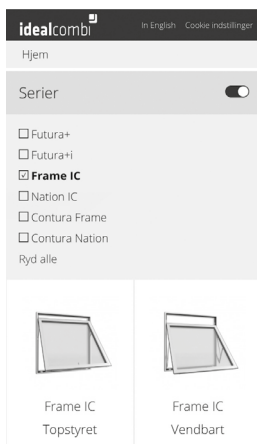 idealcombi
In English Cookie indstillinger
Hjem
Serier
Futura+
Futura+i
Frame IC
Nation IC
Contura Frame
Contura Nation
Ryd alle
Frame IC
Topstyret
Frame IC
Vendbart